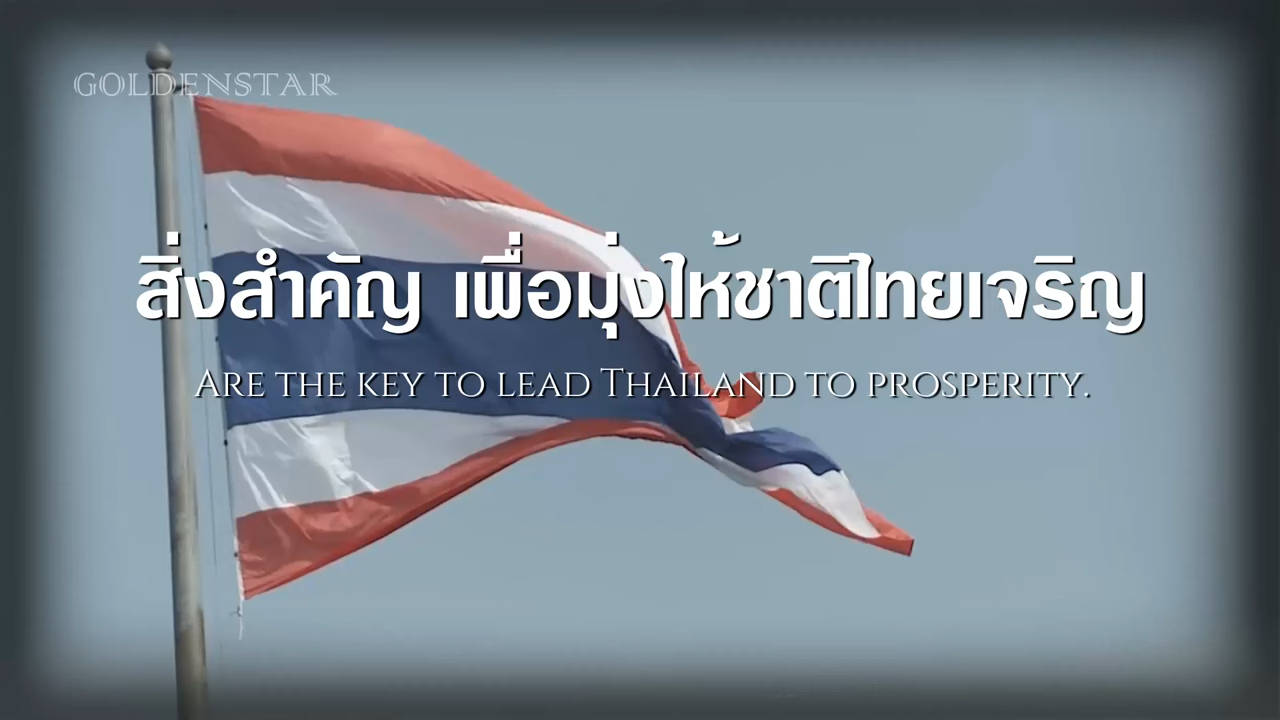 GOLDENSTAR
สิ่งสำคัญ เพื่อมุ่งให้ชาติไทยเจริญ
Are the key to lead Thailand to prosperity.